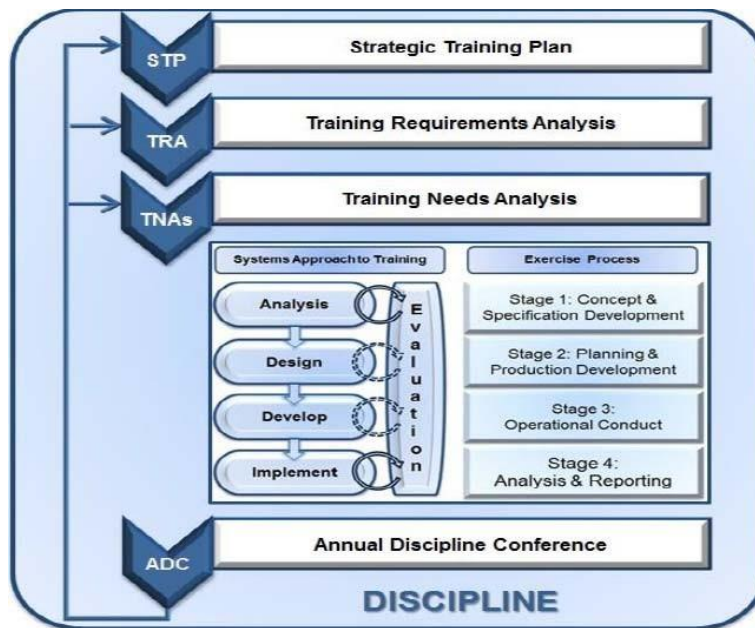 STP
Strategic Training Plan
TRA
Training Requirements Analysis
TNAs
Training Needs Analysis
Systems Approach to Training
Analysis
Design
Develop
Implement
Evaluation
Exercise Process
Stage 1: Concept &
Specification Development
Stage 2: Planning &
Production Development
Stage 3:
Operational Conduct
Stage 4:
Analysis & Reporting
ADC
Annual Discipline Conference
DISCIPLINE